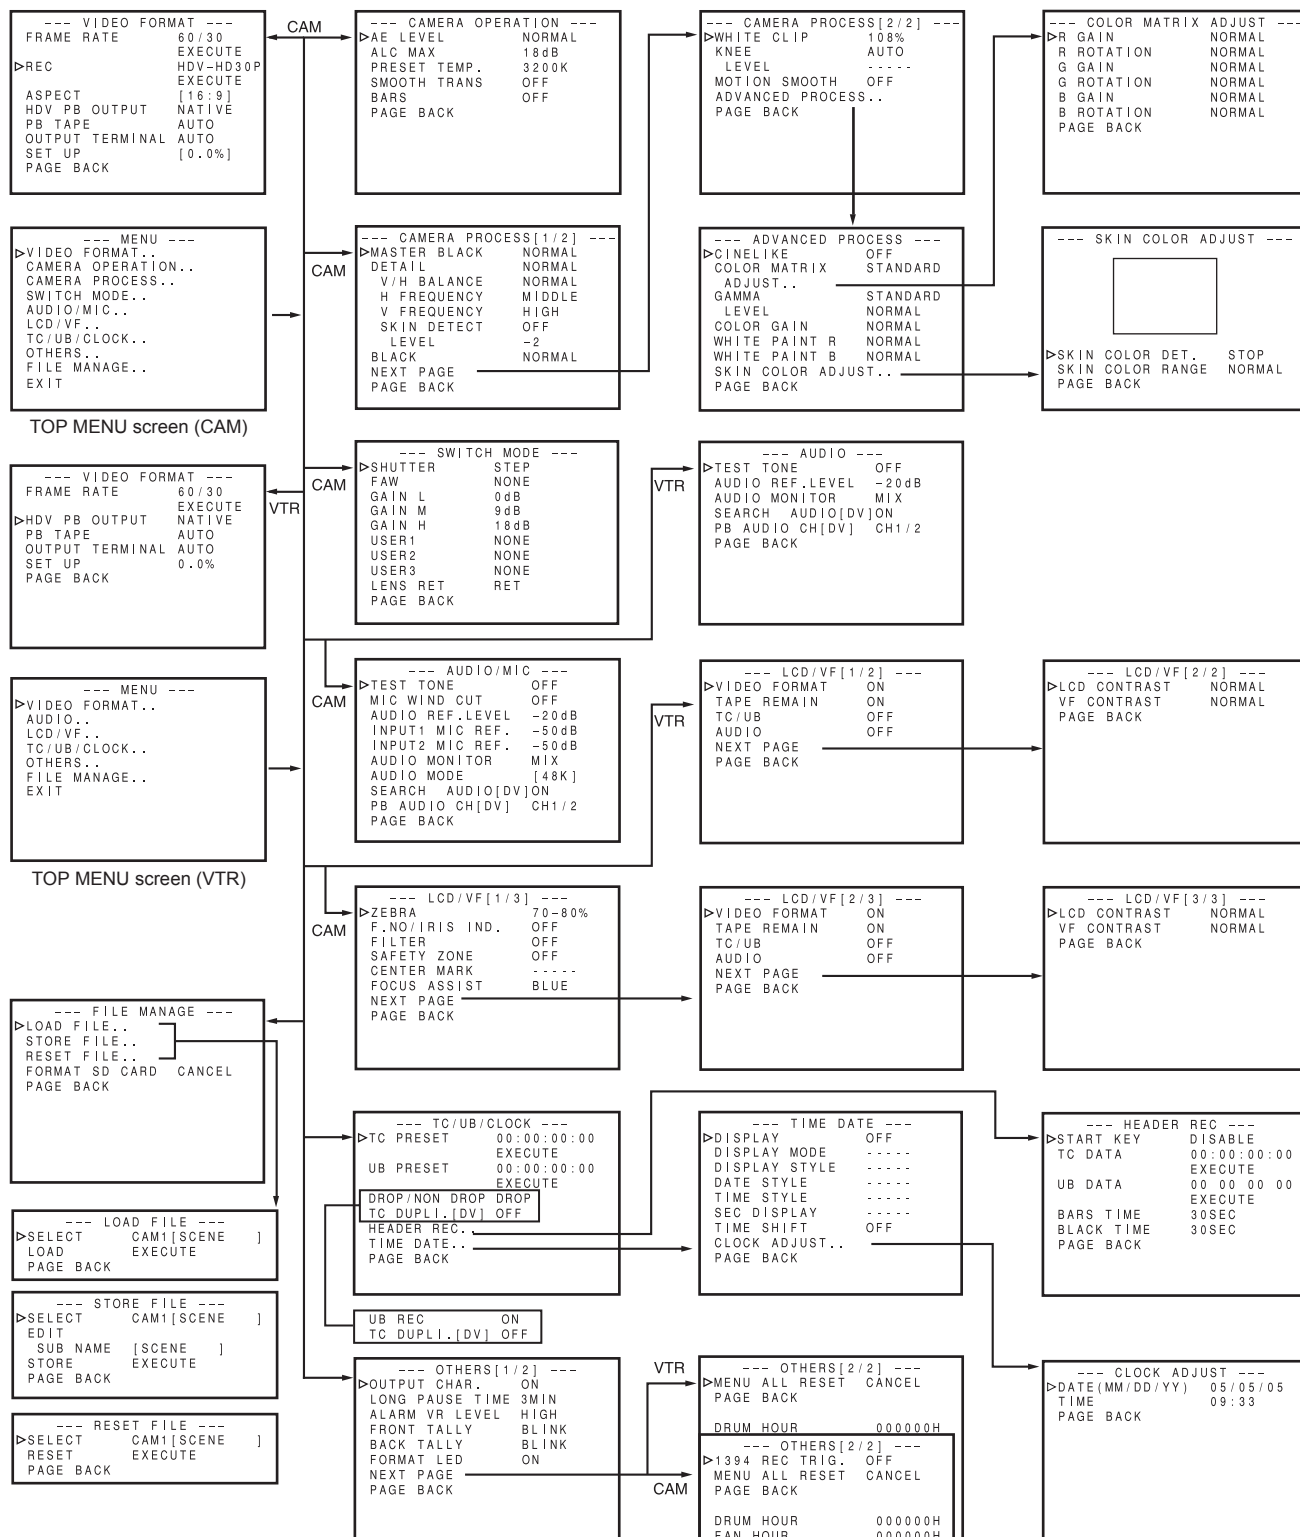 --- VIDEO FORMAT ---
FRAME RATE 60/30
EXECUTE
REC HDV-HD30P
EXECUTE
ASPECT [16:9]
HDV PB OUTPUT NATIVE
PB TAPE AUTO
OUTPUT TERMINAL AUTO
SET UP [0.0%]
PAGE BACK
CAM
--- CAMERA OPERATION ---
AE LEVEL NORMAL
ALC MAX 18dB
PRESET TEMP. 3200K
SMOOTH TRANS OFF
BARS OFF
PAGE BACK
--- CAMERA PROCESS[2/2] ---
WHITE CLIP 108%
KNEE AUTO
LEVEL -----
MOTION SMOOTH OFF
ADVANCED PROCESS..
PAGE BACK
--- COLOR MATRIX ADJUST ---
R GAIN NORMAL
R ROTATION NORMAL
G GAIN NORMAL
G ROTATION NORMAL
B GAIN NORMAL
B ROTATION NORMAL
PAGE BACK
--- MENU ---
VIDEO FORMAT..
CAMERA OPERATION..
CAMERA PROCESS..
SWITCH MODE..
AUDIO/MIC..
LCD/VF..
TC/UB/CLOCK..
OTHERS..
FILE MANAGE..
EXIT
TOP MENU screen (CAM)
CAM
--- CAMERA PROCESS[1/2] ---
MASTER BLACK NORMAL
DETAIL NORMAL
V/H BALANCE NORMAL
H FREQUENCY MIDDLE
V FREQUENCY HIGH
SKIN DETECT OFF
LEVEL -2
BLACK NORMAL
NEXT PAGE
PAGE BACK
--- ADVANCED PROCESS ---
CINELIKE OFF
COLOR MATRIX STANDARD
ADJUST..
GAMMA STANDARD
LEVEL NORMAL
COLOR GAIN NORMAL
WHITE PAINT R NORMAL
WHITE PAINT B NORMAL
SKIN COLOR ADJUST..
PAGE BACK
--- SKIN COLOR ADJUST ---
SKIN COLOR DET. STOP
SKIN COLOR RANGE NORMAL
PAGE BACK
--- VIDEO FORMAT ---
FRAME RATE 60/30
EXECUTE
HDV PB OUTPUT NATIVE
PB TAPE AUTO
OUTPUT TERMINAL AUTO
SET UP 0.0%
PAGE BACK
VTR
CAM
--- SWITCH MODE ---
SHUTTER STEP
FAW NONE
GAIN L 0dB
GAIN M 9dB
GAIN H 18dB
USER1 NONE
USER2 NONE
USER3 NONE
LENS RET RET
PAGE BACK
VTR
--- AUDIO ---
TEST TONE OFF
AUDIO REF.LEVEL -20dB
AUDIO MONITOR MIX
SEARCH AUDIO[DV]ON
PB AUDIO CH[DV] CH1/2
PAGE BACK
--- MENU ---
VIDEO FORMAT..
AUDIO..
LCD/VF..
TC/UB/CLOCK..
OTHERS..
FILE MANAGE..
EXIT
TOP MENU screen (VTR)
CAM
--- AUDIO/MIC ---
TEST TONE OFF
MIC WIND CUT OFF
AUDIO REF.LEVEL -20dB
INPUT1 MIC REF. -50dB
INPUT2 MIC REF. -50dB
AUDIO MONITOR MIX
AUDIO MODE [48K]
SEARCH AUDIO[DV]ON
PB AUDIO CH[DV] CH1/2
PAGE BACK
VTR
--- LCD/VF[1/2] ---
VIDEO FORMAT ON
TAPE REMAIN ON
TC/UB OFF
AUDIO OFF
NEXT PAGE
PAGE BACK
--- LCD/VF[2/2] ---
LCD CONTRAST NORMAL
VF CONTRAST NORMAL
PAGE BACK
CAM
--- LCD/VF[1/3] ---
ZEBRA 70-80%
F.NO/IRIS IND. OFF
FILTER OFF
SAFETY ZONE OFF
CENTER MARK -----
FOCUS ASSIST BLUE
NEXT PAGE
PAGE BACK
--- LCD/VF[2/3] ---
VIDEO FORMAT ON
TAPE REMAIN ON
TC/UB OFF
AUDIO OFF
NEXT PAGE
PAGE BACK
--- LCD/VF[3/3] ---
LCD CONTRAST NORMAL
VF CONTRAST NORMAL
PAGE BACK
--- FILE MANAGE ---
LOAD FILE..
STORE FILE..
RESET FILE..
FORMAT SD CARD CANCEL
PAGE BACK
--- TC/UB/CLOCK ---
TC PRESET 00:00:00:00
EXECUTE
UB PRESET 00:00:00:00
EXECUTE
DROP/NON DROP DROP
TC DUPLI.[DV] OFF
HEADER REC..
TIME DATE..
PAGE BACK
UB REC ON
TC DUPLI.[DV] OFF
--- TIME DATE ---
DISPLAY OFF
DISPLAY MODE -----
DISPLAY STYLE -----
DATE STYLE -----
TIME STYLE -----
SEC DISPLAY -----
TIME SHIFT OFF
CLOCK ADJUST..
PAGE BACK
--- HEADER REC ---
START KEY DISABLE
TC DATA 00:00:00:00
EXECUTE
UB DATA 00 00 00 00
EXECUTE
BARS TIME 30SEC
BLACK TIME 30SEC
PAGE BACK
--- LOAD FILE ---
SELECT CAM1[SCENE ]
LOAD EXECUTE
PAGE BACK
--- STORE FILE ---
SELECT CAM1[SCENE ]
EDIT
SUB NAME [SCENE ]
STORE EXECUTE
PAGE BACK
--- RESET FILE ---
SELECT CAM1[SCENE ]
RESET EXECUTE
PAGE BACK
--- OTHERS[1/2] ---
OUTPUT CHAR. ON
LONG PAUSE TIME 3MIN
ALARM VR LEVEL HIGH
FRONT TALLY BLINK
BACK TALLY BLINK
FORMAT LED ON
NEXT PAGE
PAGE BACK
VTR
--- OTHERS[2/2] ---
MENU ALL RESET CANCEL
PAGE BACK
DRUM HOUR 000000H
CAM
--- OTHERS[2/2] ---
1394 REC TRIG. OFF
MENU ALL RESET CANCEL
PAGE BACK
DRUM HOUR 000000H
FAN HOUR 000000H
--- CLOCK ADJUST ---
DATE(MM/DD/YY) 05/05/05
TIME 09:33
PAGE BACK